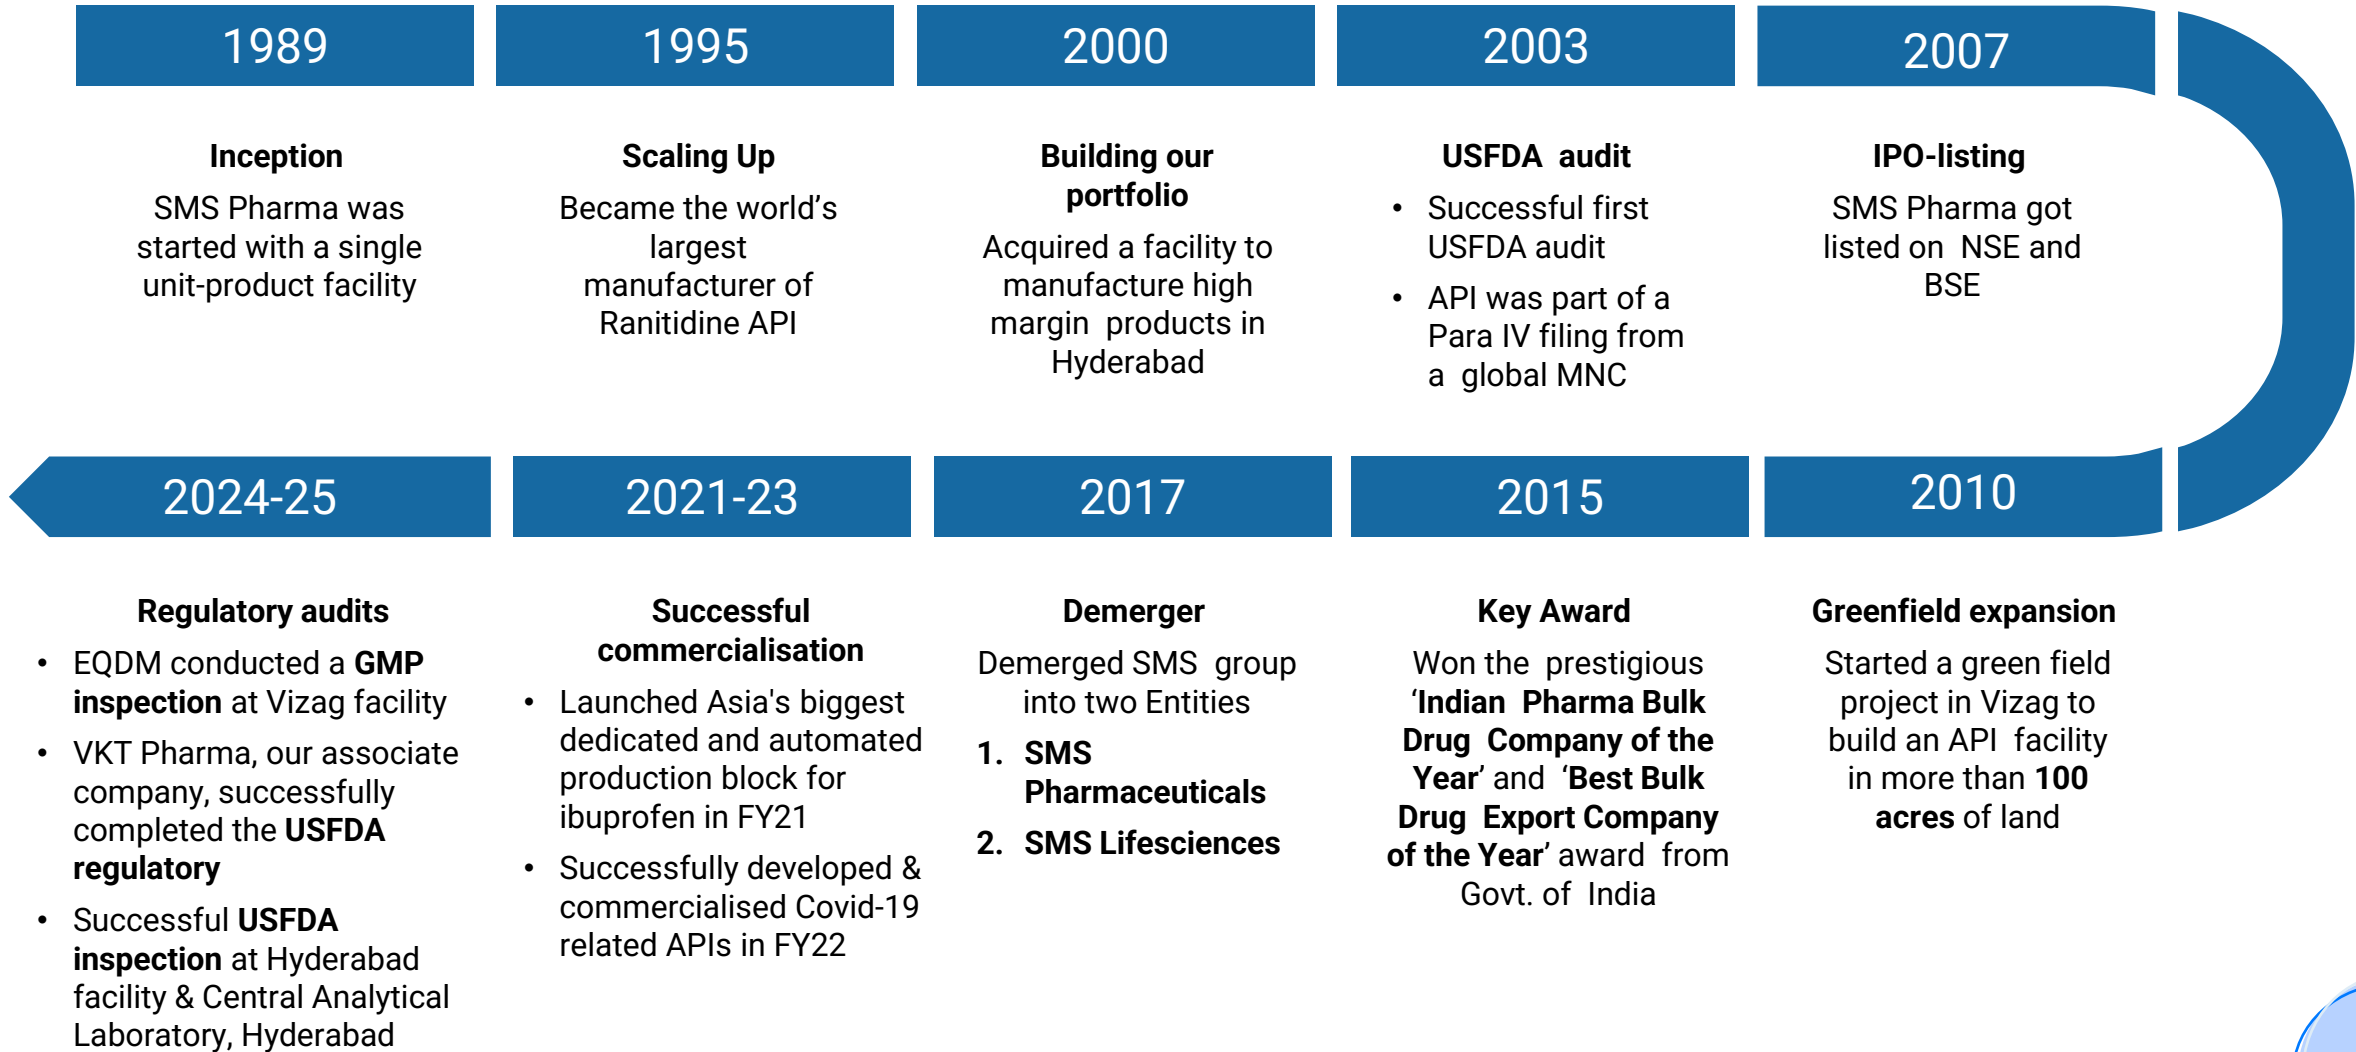 1989
Inception
SMS Pharma was
started with a single
unit-product facility
1995
Scaling Up
Became the world's
largest
manufacturer of
Ranitidine API
2000
Building our
portfolio
Acquired a facility to
manufacture high
margin products in
Hyderabad
2003
USFDA audit
• Successful first
USFDA audit
• API was part of a
Para IV filing from
a global MNC
2007
IPO-listing
SMS Pharma got
listed on NSE and
BSE
2010
Greenfield expansion
Started a green field
project in Vizag to
build an API facility
in more than 100
acres of land
2015
Key Award
Won the prestigious
‘Indian Pharma Bulk
Drug Company of the
Year’ and ‘Best Bulk
Drug Export Company
of the Year’ award from
Govt. of India
2017
Demerger
Demerged SMS group
into two Entities
1. SMS
Pharmaceuticals
2. SMS Lifesciences
2021-23
Successful
commercialisation
• Launched Asia's biggest
dedicated and automated
production block for
ibuprofen in FY21
• Successfully developed &
commercialised Covid-19
related APIs in FY22
2024-25
Regulatory audits
• EQDM conducted a GMP
inspection at Vizag facility
• VKT Pharma, our associate
company, successfully
completed the USFDA
regulatory
• Successful USFDA
inspection at Hyderabad
facility & Central Analytical
Laboratory, Hyderabad